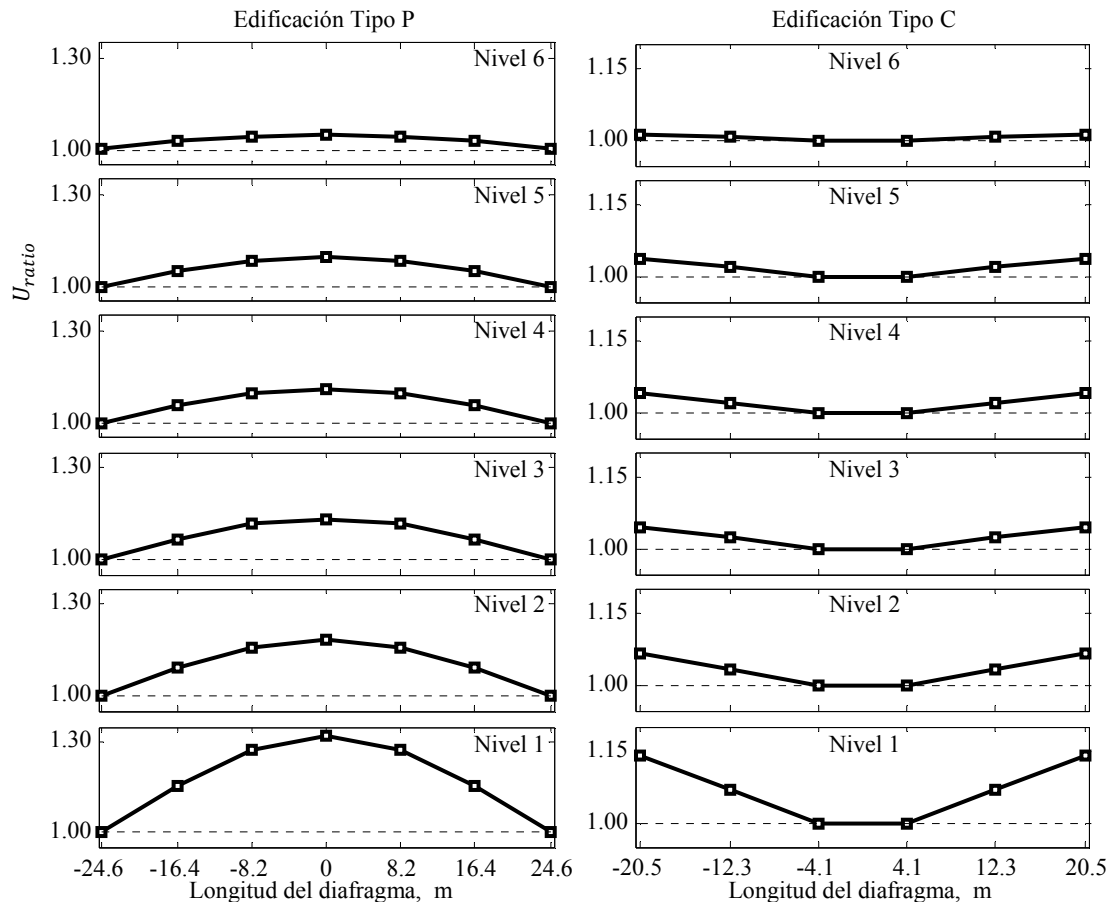 Edificación Tipo P
Edificación Tipo C
U_ratio
1.30
1.00
Nivel 6
1.30
1.00
Nivel 5
1.30
1.00
Nivel 4
1.30
1.00
Nivel 3
1.30
1.00
Nivel 2
1.30
1.00
Nivel 1
-24.6 -16.4 -8.2 0 8.2 16.4 24.6
Longitud del diafragma, m
1.15
1.00
Nivel 6
1.15
1.00
Nivel 5
1.15
1.00
Nivel 4
1.15
1.00
Nivel 3
1.15
1.00
Nivel 2
1.15
1.00
Nivel 1
-20.5 -12.3 -4.1 4.1 12.3 20.5
Longitud del diafragma, m